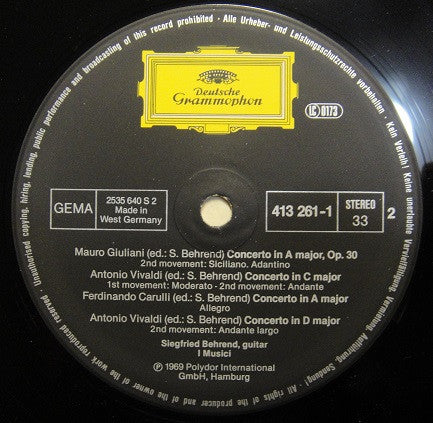 Unauthorised copying, hiring, lending, public performance and broadcasting of this record prohibited · Alle Urheber- und Leistungsschutzrechte vorbehalten · Kein Verleih! Keine unerlaubte Vervielfältigung, Vermietung, Aufführung, Sendung! · All rights of the producer and of the owner of the work reproduced reserved ·
Deutsche
Grammophon
LC 0173
GEMA
2535 640 S 2
Made in
West Germany
413 261-1
STEREO
33
2
Mauro Giuliani (ed.: S. Behrend) Concerto in A major, Op. 30
2nd movement: Siciliano. Adantino
Antonio Vivaldi (ed.: S. Behrend) Concerto in C major
1st movement: Moderato - 2nd movement: Andante
Ferdinando Carulli (ed.: S. Behrend) Concerto in A major
Allegro
Antonio Vivaldi (ed.: S. Behrend) Concerto in D major
2nd movement: Andante largo
Siegfried Behrend, guitar
I Musici
℗ 1969 Polydor International
GmbH, Hamburg